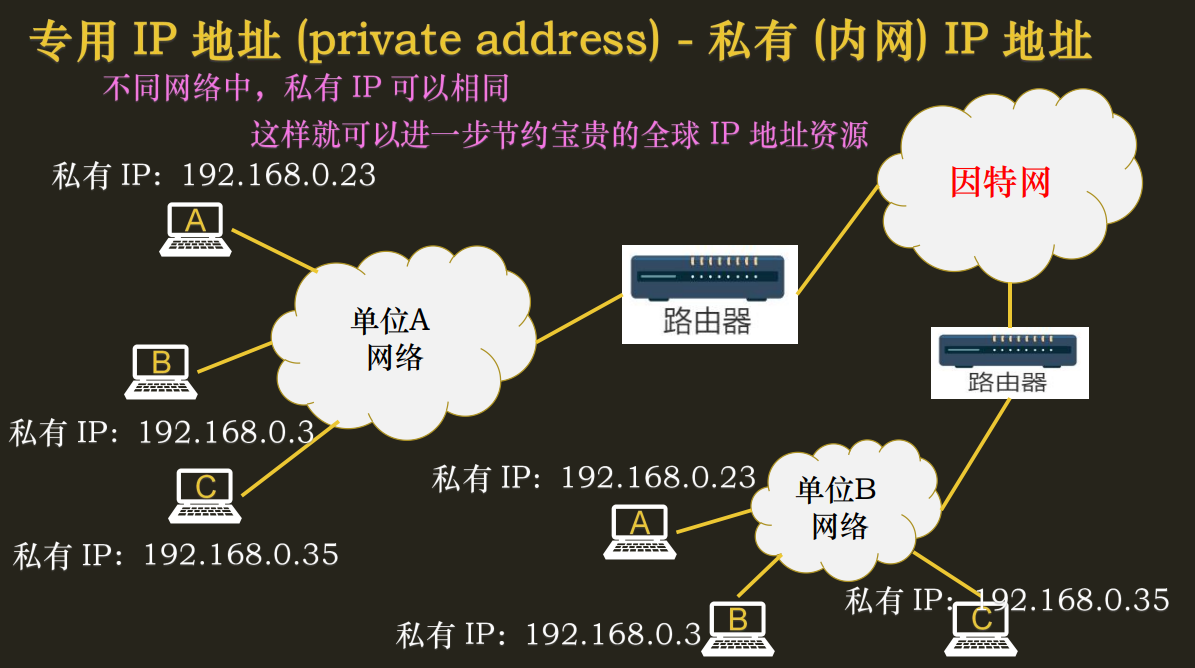 专用 IP 地址 (private address) - 私有 (内网) IP 地址
不同网络中，私有 IP 可以相同
这样就可以进一步节约宝贵的全球 IP 地址资源
私有 IP：192.168.0.23
A
因特网
单位A
网络
路由器
B
私有 IP：192.168.0.3
路由器
C
私有 IP：192.168.0.35
私有 IP：192.168.0.23
A
单位B
网络
私有 IP：192.168.0.3
B
私有 IP：192.168.0.35
C